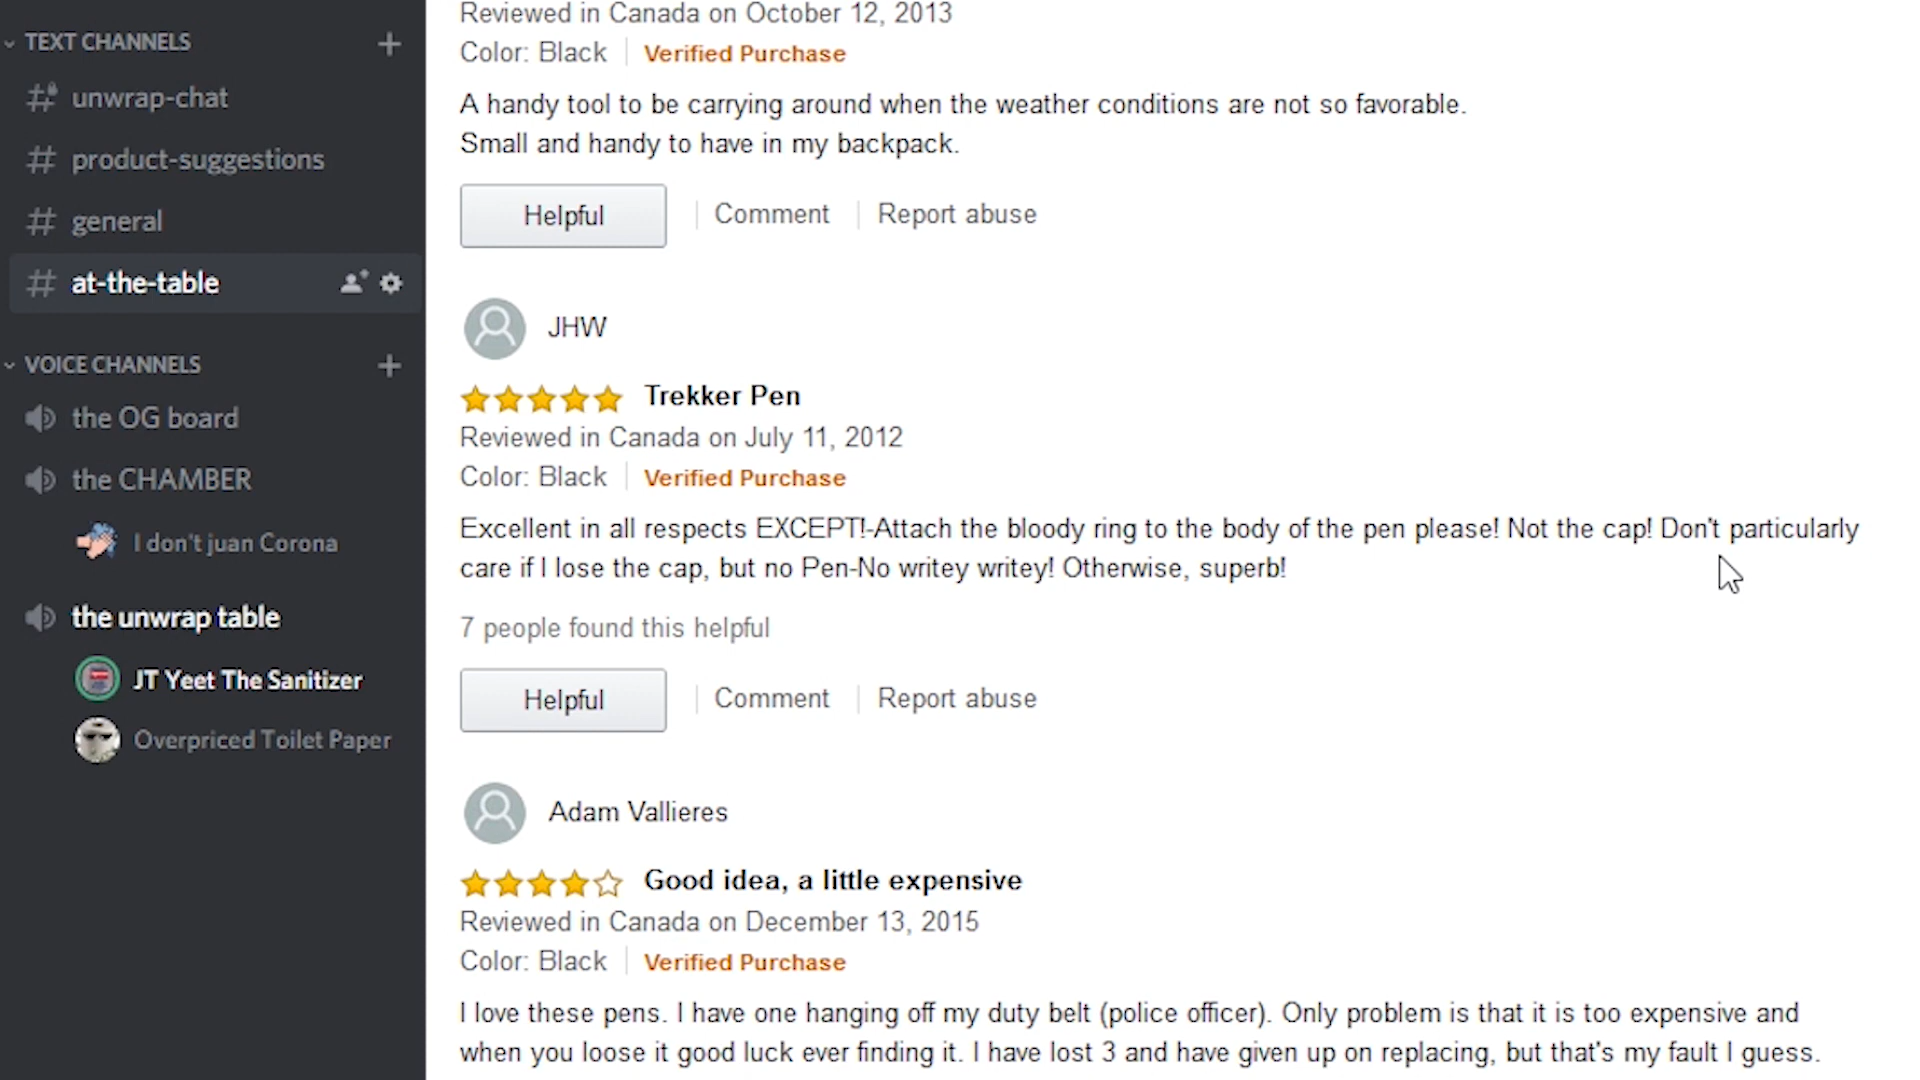 TEXT CHANNELS
unwrap-chat
product-suggestions
general
at-the-table
VOICE CHANNELS
the OG board
the CHAMBER
I don't juan Corona
the unwrap table
JT Yeet The Sanitizer
Overpriced Toilet Paper
Reviewed in Canada on October 12, 2013
Color: Black | Verified Purchase
A handy tool to be carrying around when the weather conditions are not so favorable.
Small and handy to have in my backpack.
Helpful | Comment | Report abuse
JHW
Trekker Pen
Reviewed in Canada on July 11, 2012
Color: Black | Verified Purchase
Excellent in all respects EXCEPT!-Attach the bloody ring to the body of the pen please! Not the cap! Don't particularly
care if I lose the cap, but no Pen-No writey writey! Otherwise, superb!
7 people found this helpful
Helpful | Comment | Report abuse
Adam Vallieres
Good idea, a little expensive
Reviewed in Canada on December 13, 2015
Color: Black | Verified Purchase
I love these pens. I have one hanging off my duty belt (police officer). Only problem is that it is too expensive and
when you loose it good luck ever finding it. I have lost 3 and have given up on replacing, but that's my fault I guess.